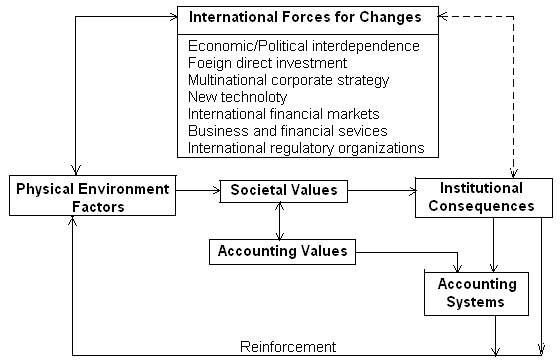 International Forces for Changes
Economic/Political interdependence
Foeign direct investment
Multinational corporate strategy
New technoloty
International financial markets
Business and financial sevices
International regulatory organizations
Physical Environment
Factors
Societal Values
Institutional
Consequences
Accounting Values
Accounting
Systems
Reinforcement